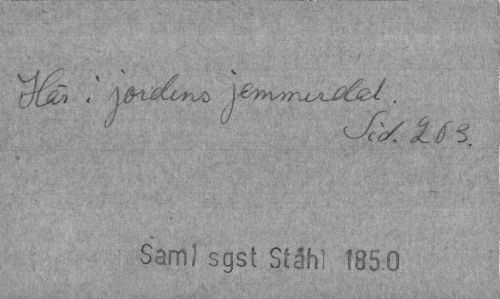 Här i jordens jemmerdal.
Sid. 203.
Saml sgst Ståhl 1850